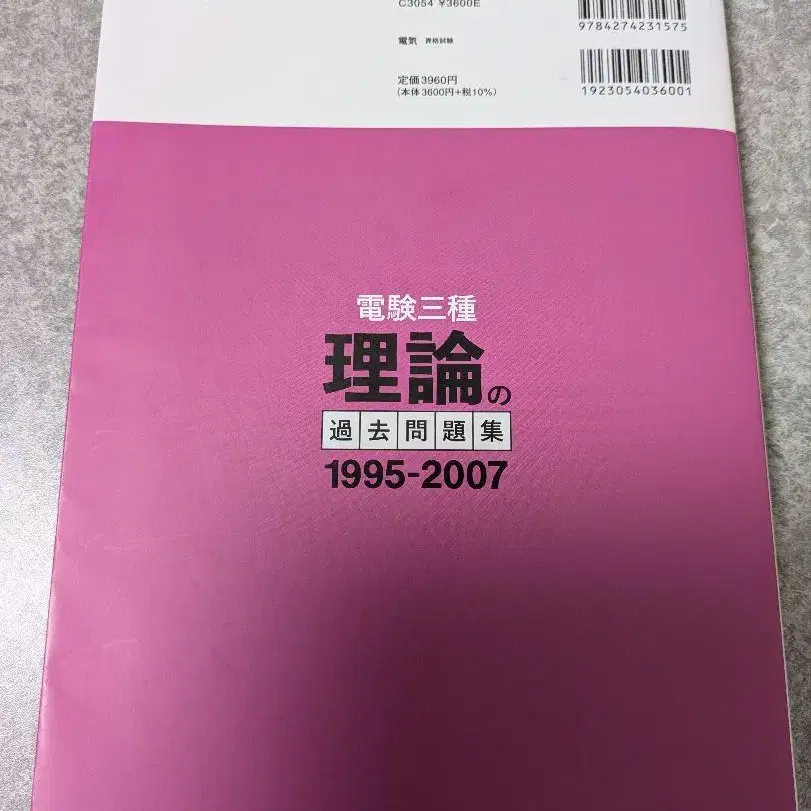 C3054 ¥3600E
9784274231575
電気 資格試験
定価3960円
(本体3600円+税10%)
1923054036001
電験三種
理論の
過去問題集
1995-2007